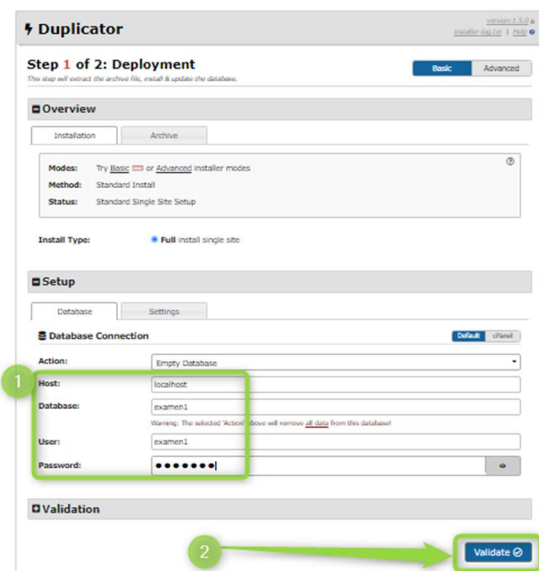 Duplicator
version:1.5.0
installer-log.txt | Help
Step 1 of 2: Deployment
Basic Advanced
This step will extract the archive file, install & update the database.
Overview
Installation Archive
Modes: Try Basic or Advanced installer modes
Method: Standard Install
Status: Standard Single Site Setup
Install Type: Full install single site
Setup
Database Settings
Database Connection
Default cPanel
Action: Empty Database
1
Host: localhost
Database: examen1
Warning: The selected 'Action' above will remove all data from this database!
User: examen1
Password: ●●●●●●●
Validation
2
Validate